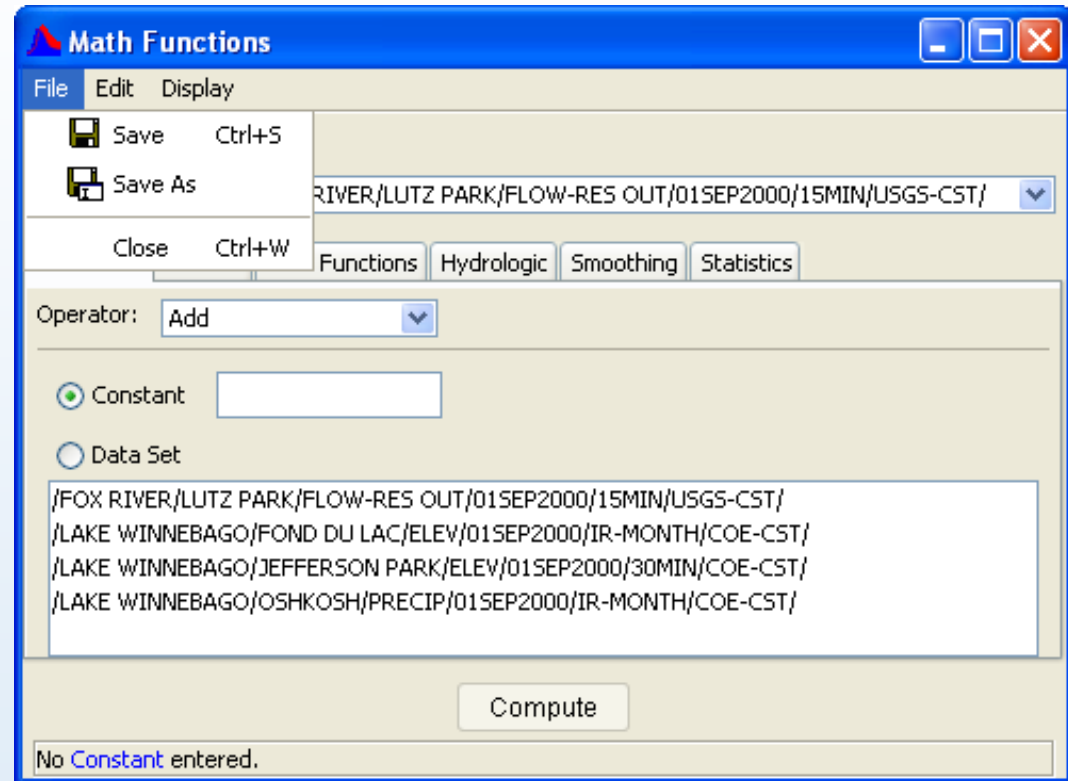 Math Functions
File Edit Display
Save Ctrl+S
Save As
Close Ctrl+W
RIVER/LUTZ PARK/FLOW-RES OUT/01SEP2000/15MIN/USGS-CST/
Functions Hydrologic Smoothing Statistics
Operator: Add
Constant
Data Set
/FOX RIVER/LUTZ PARK/FLOW-RES OUT/01SEP2000/15MIN/USGS-CST/
/LAKE WINNEBAGO/FOND DU LAC/ELEV/01SEP2000/IR-MONTH/COE-CST/
/LAKE WINNEBAGO/JEFFERSON PARK/ELEV/01SEP2000/30MIN/COE-CST/
/LAKE WINNEBAGO/OSHKOSH/PRECIP/01SEP2000/IR-MONTH/COE-CST/
Compute
No Constant entered.